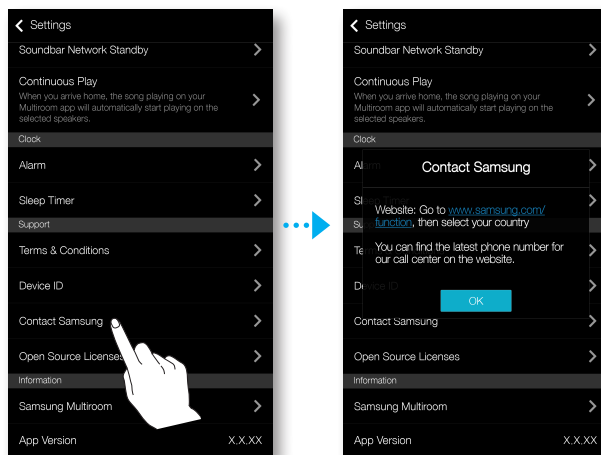 Settings
Soundbar Network Standby
Continuous Play
When you arrive home, the song playing on your
Multiroom app will automatically start playing on the
selected speakers.
Clock
Alarm
Sleep Timer
Support
Terms & Conditions
Device ID
Contact Samsung
Open Source Licenses
Information
Samsung Multiroom
App Version X.X.XX
Settings
Soundbar Network Standby
Continuous Play
When you arrive home, the song playing on your
Multiroom app will automatically start playing on the
selected speakers.
Clock
Alarm
Contact Samsung
Website: Go to www.samsung.com/
function, then select your country
You can find the latest phone number for
our call center on the website.
Device ID
OK
Contact Samsung
Open Source Licenses
Information
Samsung Multiroom
App Version X.X.XX